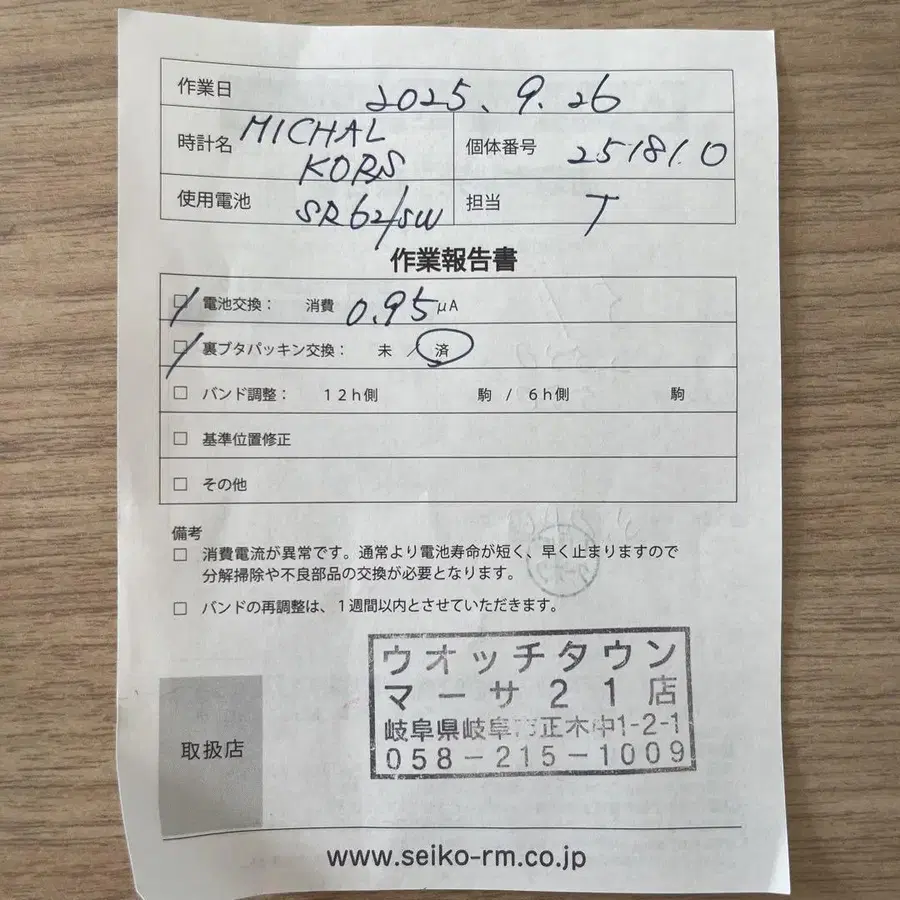 作業日 2025、9.26
時計名 MICHAL KORS 個体番号 25181.0
使用電池 SR62/SW 担当 T
作業報告書
□ 電池交換： 消費 0.95 μA
□ 裏ブタパッキン交換： 未 / 済
□ バンド調整： 12h側 駒 / 6h側 駒
□ 基準位置修正
□ その他
備考
□ 消費電流が異常です。通常より電池寿命が短く、早く止まりますので
分解掃除や不良部品の交換が必要となります。
□ バンドの再調整は、1週間以内とさせていただきます。
ウオッチタウン
マーサ21店
岐阜県岐阜市正木中1-2-1
058-215-1009
取扱店
www.seiko-rm.co.jp